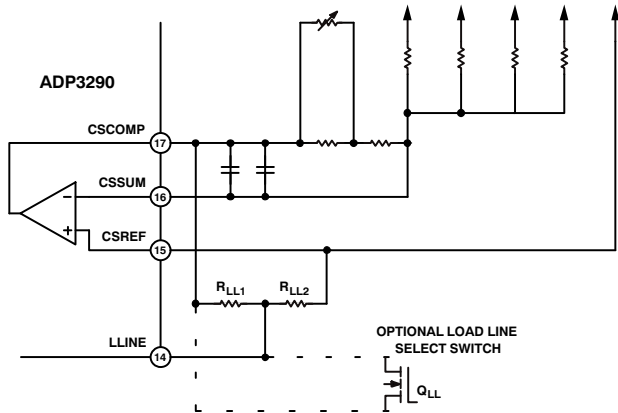 ADP3290
CSCOMP
17
CSSUM
16
−
+
CSREF
15
RLL1
RLL2
LLINE
14
OPTIONAL LOAD LINE
SELECT SWITCH
QLL